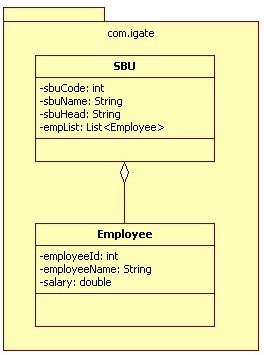 com.igate
SBU
-sbuCode: int
-sbuName: String
-sbuHead: String
-empList: List<Employee>
Employee
-employeeId: int
-employeeName: String
-salary: double